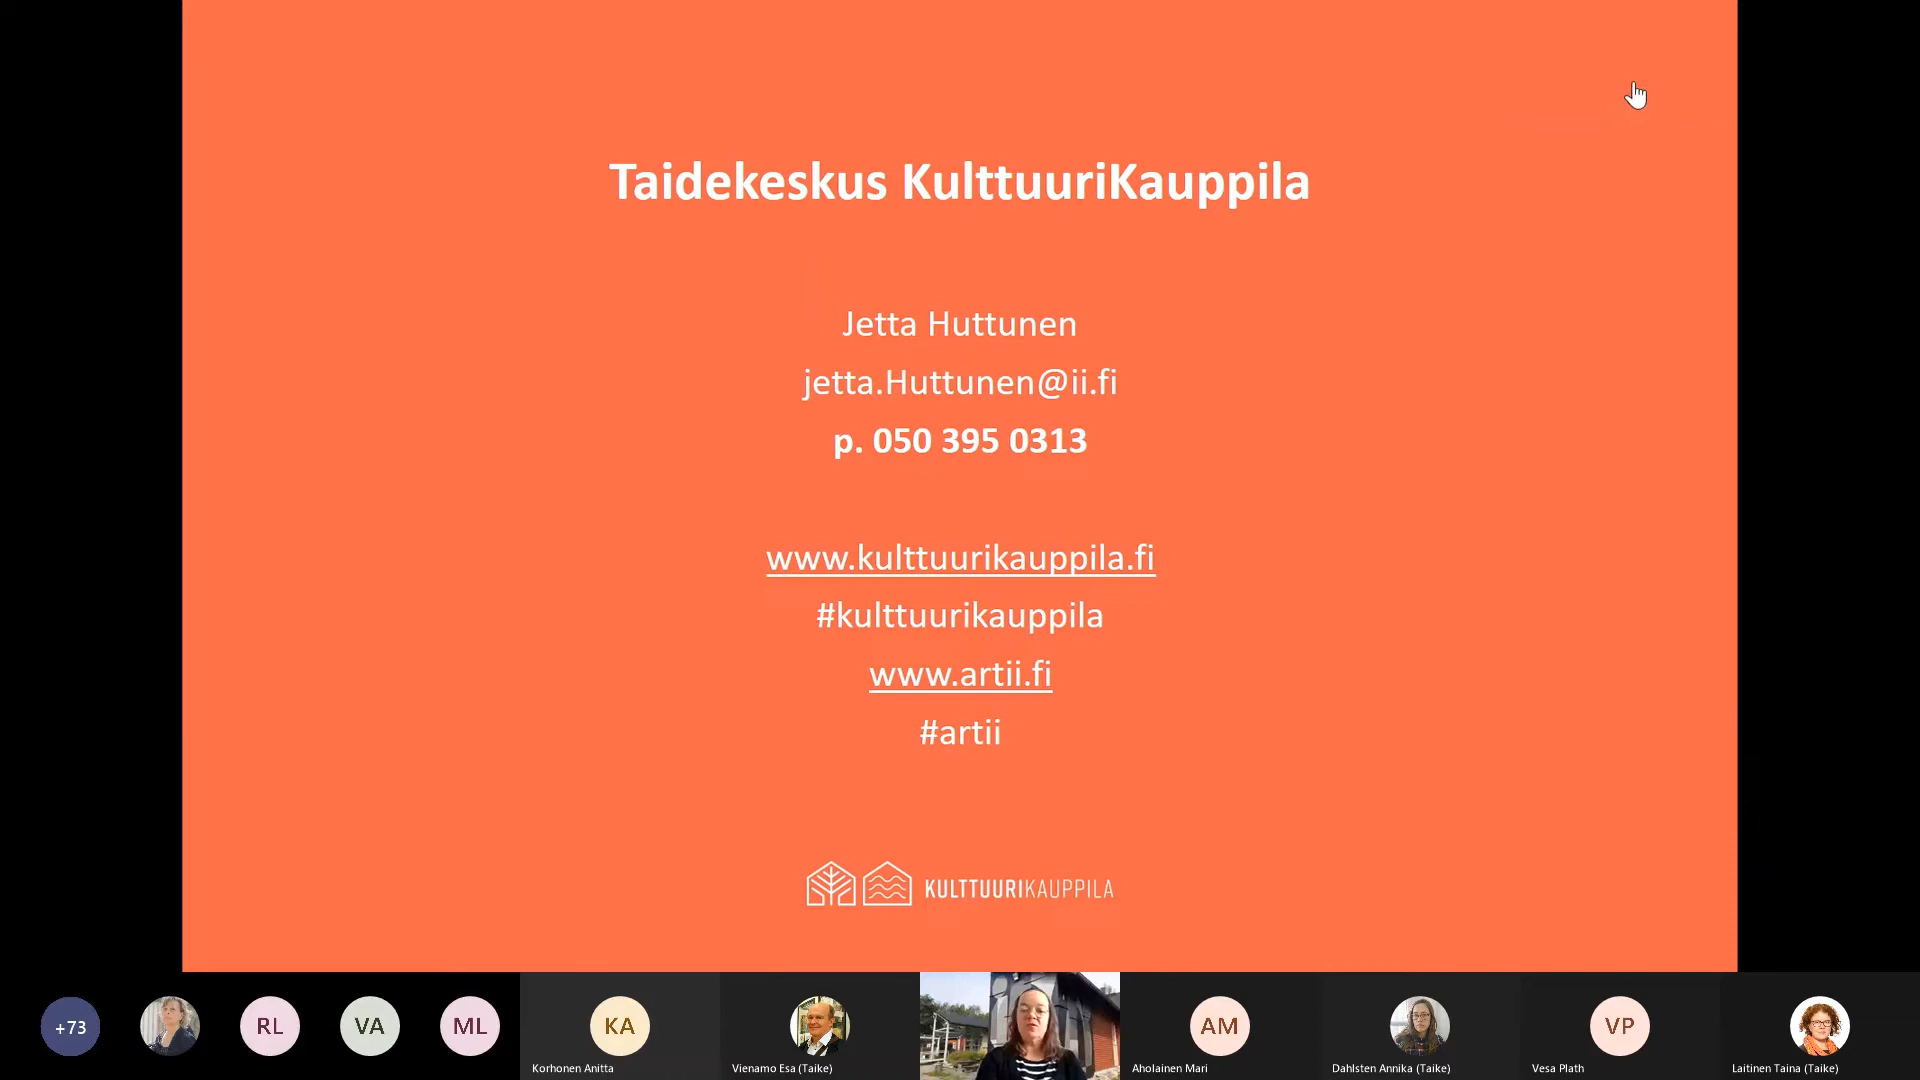 Taidekeskus KulttuuriKauppila
Jetta Huttunen
jetta.Huttunen@ii.fi
p. 050 395 0313
www.kulttuurikauppila.fi
#kulttuurikauppila
www.artii.fi
#artii
KULTTUURIKAUPPILA
+73
RL
VA
ML
KA
AM
VP
Korhonen Anitta
Vienamo Esa (Taike)
Aholainen Mari
Dahlsten Annika (Taike)
Vesa Plath
Laitinen Taina (Taike)